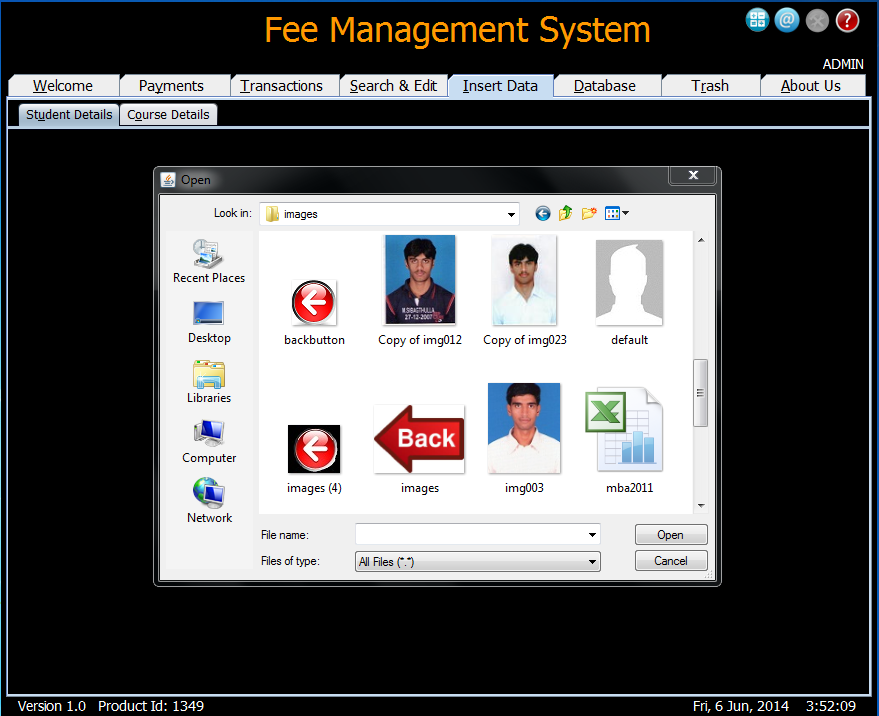 Fee Management System
ADMIN
Welcome Payments Transactions Search & Edit Insert Data Database Trash About Us
Student Details Course Details
Open
Look in: images
Recent Places
Desktop
Libraries
Computer
Network
backbutton Copy of img012 Copy of img023 default
M.SIBAGTHULLA
27-12-2007
Back
images (4) images img003 mba2011
File name: Open
Files of type: All Files (*.*) Cancel
Version 1.0 Product Id: 1349 Fri, 6 Jun, 2014 3:52:09